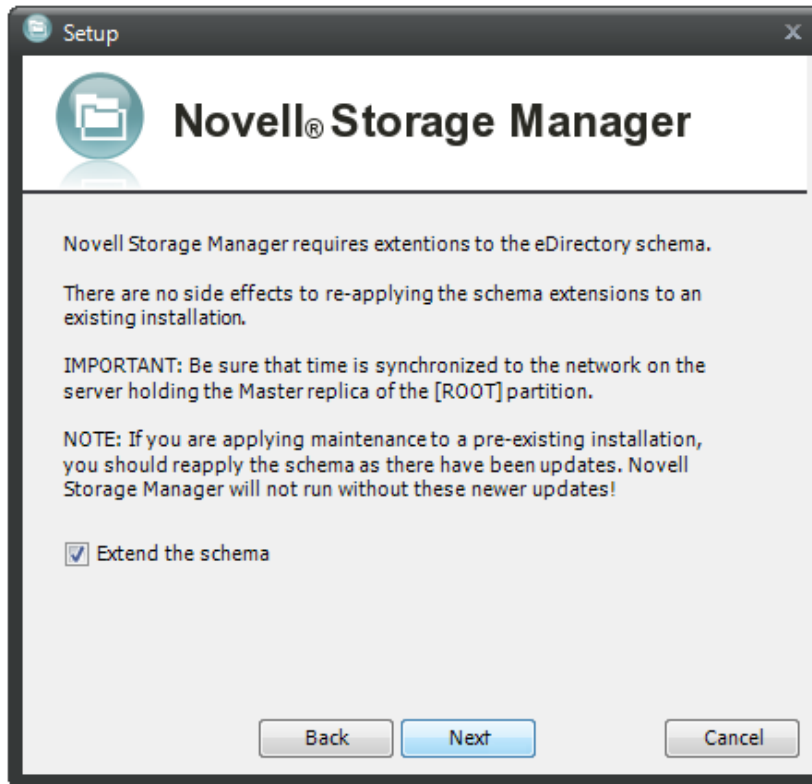 Setup
Novell® Storage Manager
Novell Storage Manager requires extentions to the eDirectory schema.
There are no side effects to re-applying the schema extensions to an
existing installation.
IMPORTANT: Be sure that time is synchronized to the network on the
server holding the Master replica of the [ROOT] partition.
NOTE: If you are applying maintenance to a pre-existing installation,
you should reapply the schema as there have been updates. Novell
Storage Manager will not run without these newer updates!
Extend the schema
Back Next Cancel